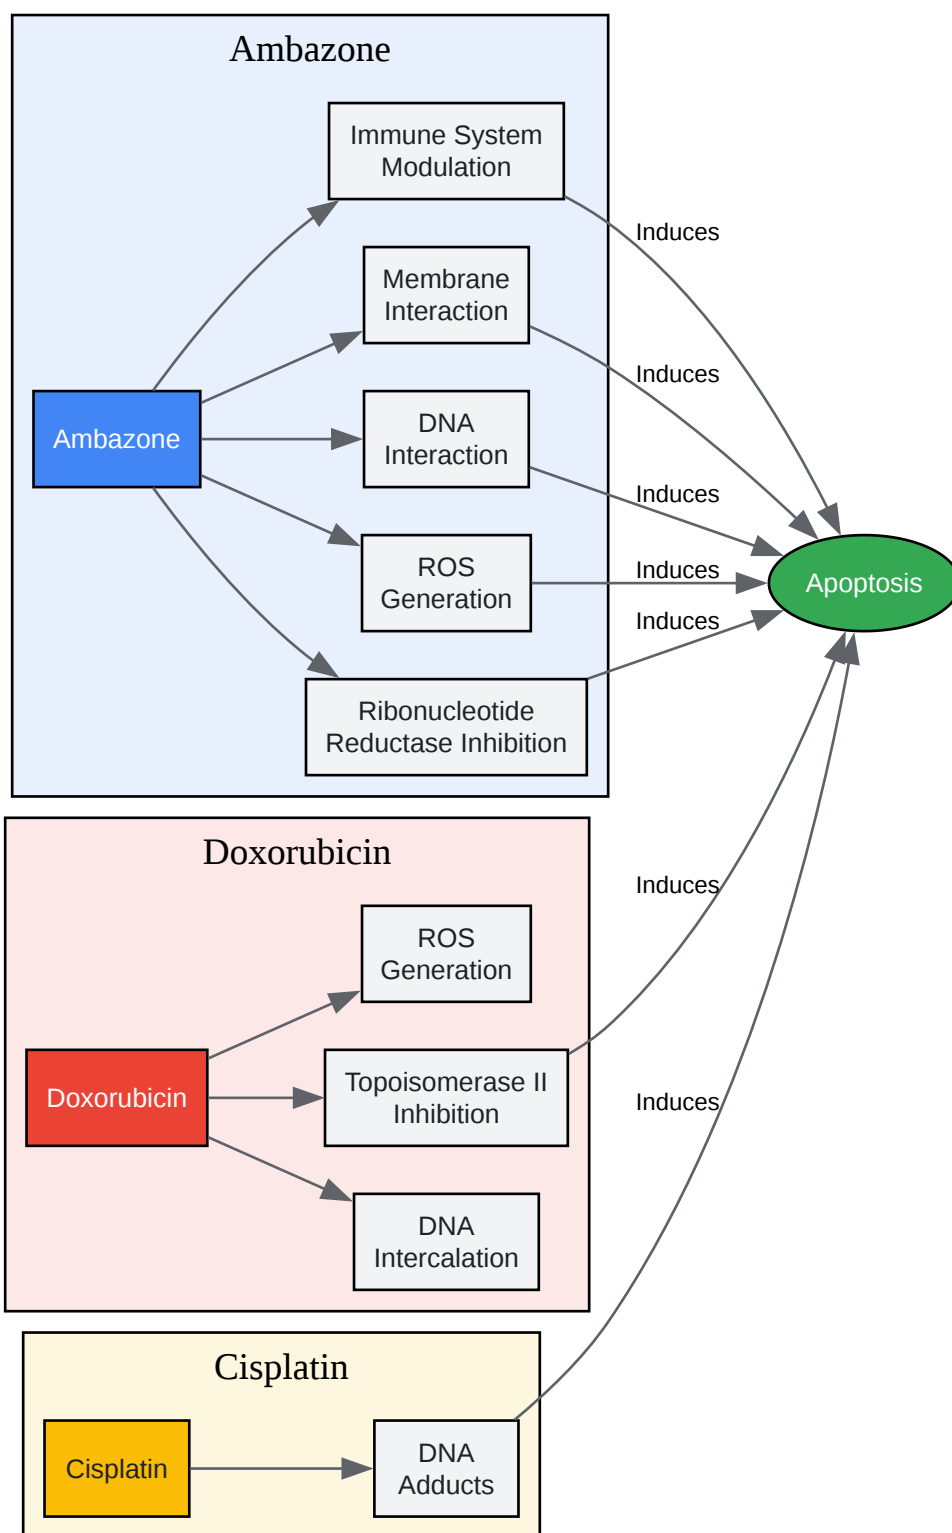 Ambazone
Immune System
Modulation
Induces
Membrane
Interaction
Induces
Ambazone
DNA
Interaction
Induces
ROS
Generation
Induces
Apoptosis
Induces
Ribonucleotide
Reductase Inhibition
Doxorubicin
Induces
ROS
Generation
Doxorubicin
Topoisomerase II
Inhibition
Induces
DNA
Intercalation
Cisplatin
Cisplatin
DNA
Adducts